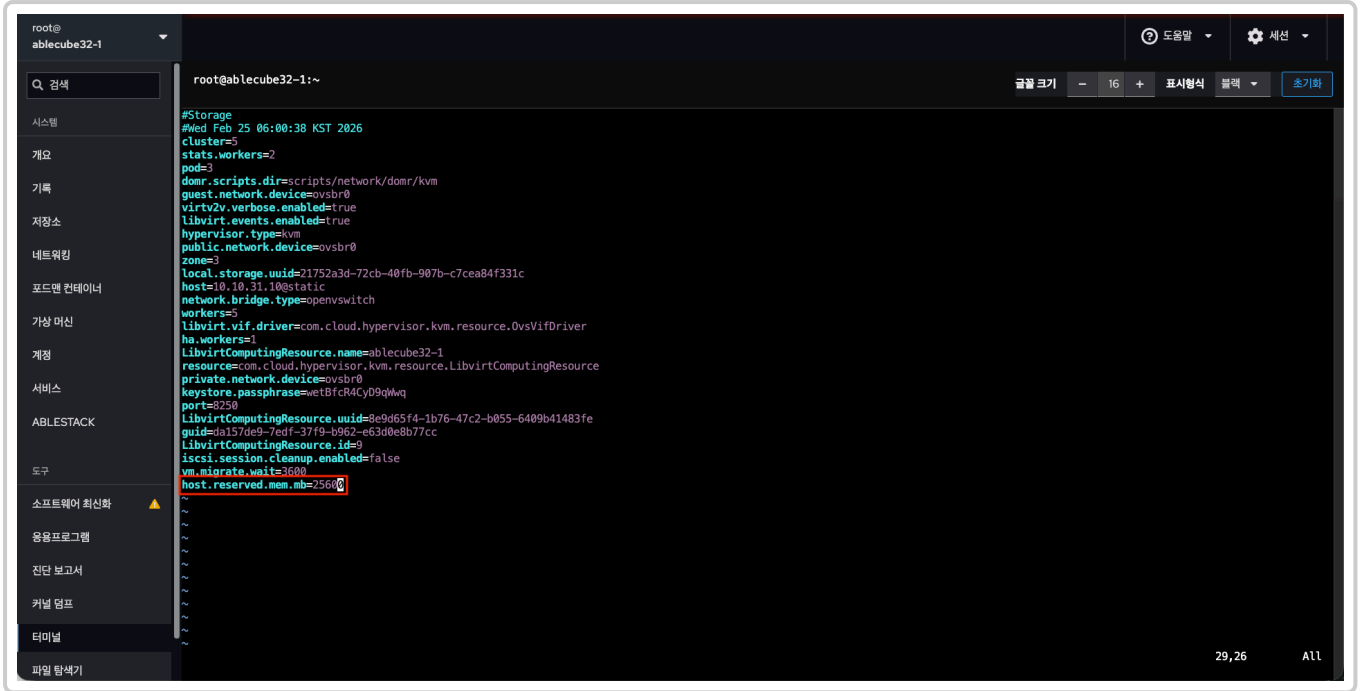 root@
ablecube32-1
도움말
세션
검색
root@ablecube32-1:~
글꼴 크기 − 16 + 표시형식 블랙 초기화
시스템
개요
기록
저장소
네트워킹
포드맨 컨테이너
가상 머신
계정
서비스
ABLESTACK
도구
소프트웨어 최신화
응용프로그램
진단 보고서
커널 덤프
터미널
파일 탐색기
#Storage
#Wed Feb 25 06:00:38 KST 2026
cluster=5
stats.workers=2
pod=3
domr.scripts.dir=scripts/network/domr/kvm
guest.network.device=ovsbr0
virtv2v.verbose.enabled=true
libvirt.events.enabled=true
hypervisor.type=kvm
public.network.device=ovsbr0
zone=3
local.storage.uuid=21752a3d-72cb-40fb-907b-c7cea84f331c
host=10.10.31.10@static
network.bridge.type=openvswitch
workers=5
libvirt.vif.driver=com.cloud.hypervisor.kvm.resource.OvsVifDriver
ha.workers=1
LibvirtComputingResource.name=ablecube32-1
resource=com.cloud.hypervisor.kvm.resource.LibvirtComputingResource
private.network.device=ovsbr0
keystore.passphrase=wetBfcR4CyD9qWwq
port=8250
LibvirtComputingResource.uuid=8e9d65f4-1b76-47c2-b055-6409b41483fe
guid=da157de9-7edf-37f9-b962-e63d0e8b77cc
LibvirtComputingResource.id=9
iscsi.session.cleanup.enabled=false
vm.migrate.wait=3600
host.reserved.mem.mb=25600
~
~
~
~
~
~
~
~
~
~
~
~
29,26 All